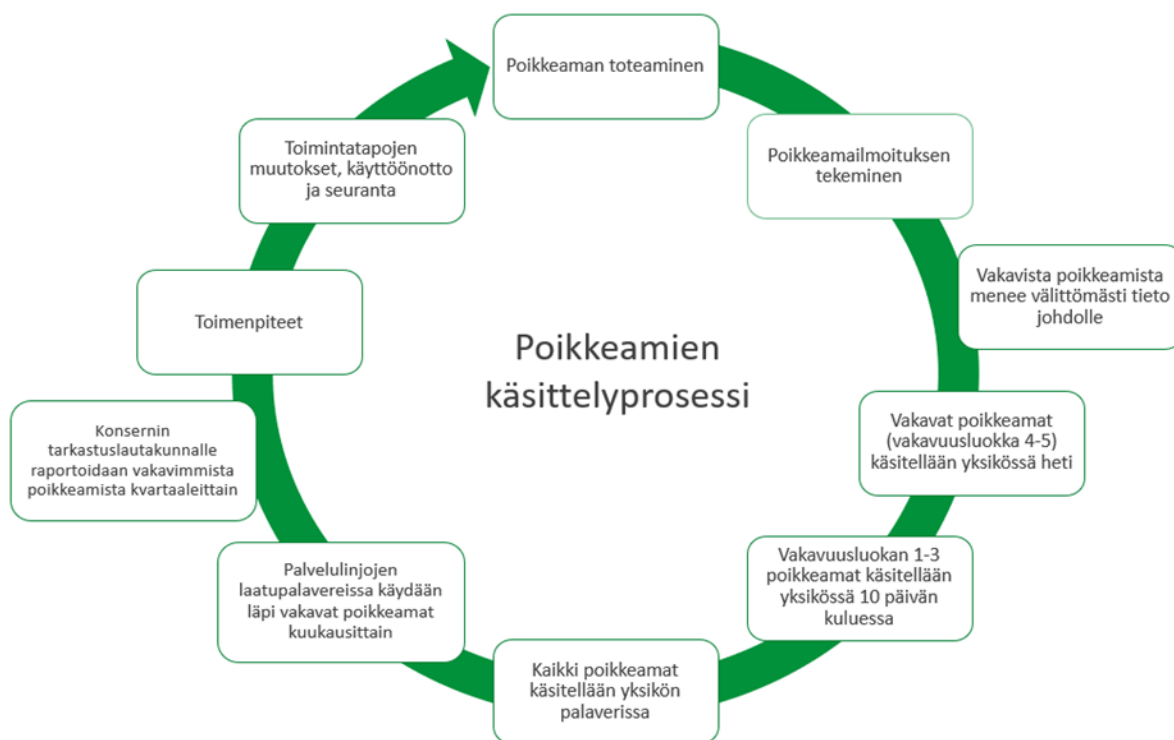 Poikkeaman toteaminen
Poikkeamailmoituksen
tekeminen
Vakavista poikkeamista
menee välittömästi tieto
johdolle
Vakavat poikkeamat
(vakavuusluokka 4-5)
käsitellään yksikössä heti
Vakavuusluokan 1-3
poikkeamat käsitellään
yksikössä 10 päivän
kuluessa
Kaikki poikkeamat
käsitellään yksikön
palaverissa
Palvelulinjojen
laatupalavereissa käydään
läpi vakavat poikkeamat
kuukausittain
Konsernin
tarkastuslautakunnalle
raportoidaan vakavimmista
poikkeamista kvartaaleittain
Toimenpiteet
Toimintatapojen
muutokset, käyttöönotto
ja seuranta
Poikkeamien
käsittelyprosessi